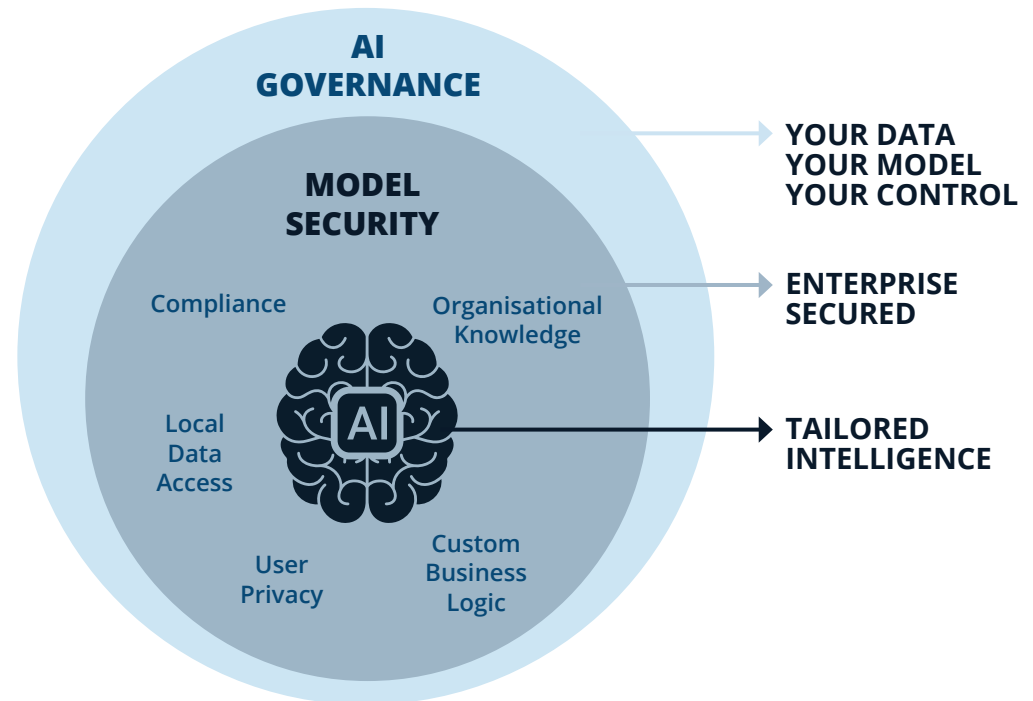 AI
GOVERNANCE
MODEL
SECURITY
Compliance
Organisational
Knowledge
Local
Data
Access
AI
User
Privacy
Custom
Business
Logic
YOUR DATA
YOUR MODEL
YOUR CONTROL
ENTERPRISE
SECURED
TAILORED
INTELLIGENCE